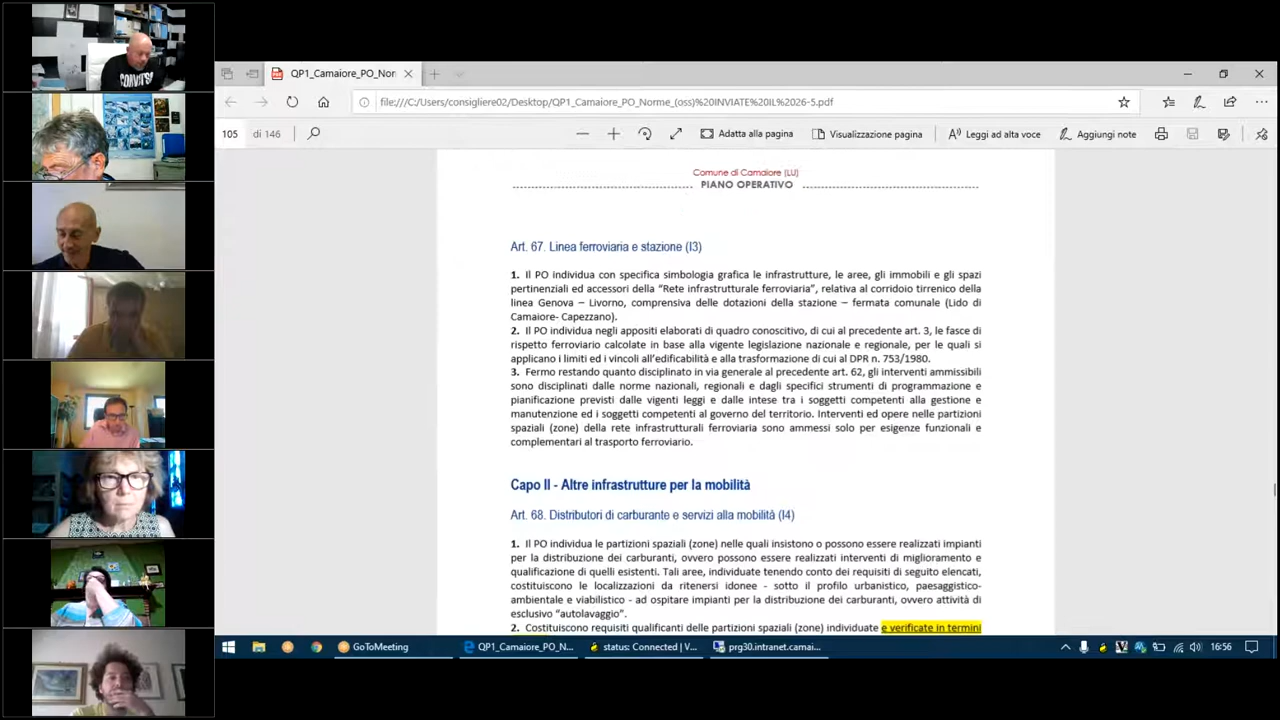 QP1_Camaiore_PO_Norn
file:///C:/Users/consigliere02/Desktop/QP1_Camaiore_PO_Norme_(oss)%20INVIATE%20IL%2026-5.pdf
105 di 146
Adatta alla pagina
Visualizzazione pagina
Leggi ad alta voce
Aggiungi note
Comune di Camaiore (LU)
PIANO OPERATIVO
Art. 67. Linea ferroviaria e stazione (I3)
1. Il PO individua con specifica simbologia grafica le infrastrutture, le aree, gli immobili e gli spazi
pertinenziali ed accessori della "Rete infrastrutturale ferroviaria", relativa al corridoio tirrenico della
linea Genova – Livorno, comprensiva delle dotazioni della stazione – fermata comunale (Lido di
Camaiore- Capezzano).
2. Il PO individua negli appositi elaborati di quadro conoscitivo, di cui al precedente art. 3, le fasce di
rispetto ferroviario calcolate in base alla vigente legislazione nazionale e regionale, per le quali si
applicano i limiti ed i vincoli all'edificabilità e alla trasformazione di cui al DPR n. 753/1980.
3. Fermo restando quanto disciplinato in via generale al precedente art. 62, gli interventi ammissibili
sono disciplinati dalle norme nazionali, regionali e dagli specifici strumenti di programmazione e
pianificazione previsti dalle vigenti leggi e dalle intese tra i soggetti competenti alla gestione e
manutenzione ed i soggetti competenti al governo del territorio. Interventi ed opere nelle partizioni
spaziali (zone) della rete infrastrutturali ferroviaria sono ammessi solo per esigenze funzionali e
complementari al trasporto ferroviario.
Capo II - Altre infrastrutture per la mobilità
Art. 68. Distributori di carburante e servizi alla mobilità (I4)
1. Il PO individua le partizioni spaziali (zone) nelle quali insistono o possono essere realizzati impianti
per la distribuzione dei carburanti, ovvero possono essere realizzati interventi di miglioramento e
qualificazione di quelli esistenti. Tali aree, individuate tenendo conto dei requisiti di seguito elencati,
costituiscono le localizzazioni da ritenersi idonee - sotto il profilo urbanistico, paesaggistico-
ambientale e viabilistico - ad ospitare impianti per la distribuzione dei carburanti, ovvero attività di
esclusivo "autolavaggio".
2. Costituiscono requisiti qualificanti delle partizioni spaziali (zone) individuate e verificate in termini
GoToMeeting
QP1_Camaiore_PO_N...
status: Connected | V...
prg30.intranet.camai...
16:56